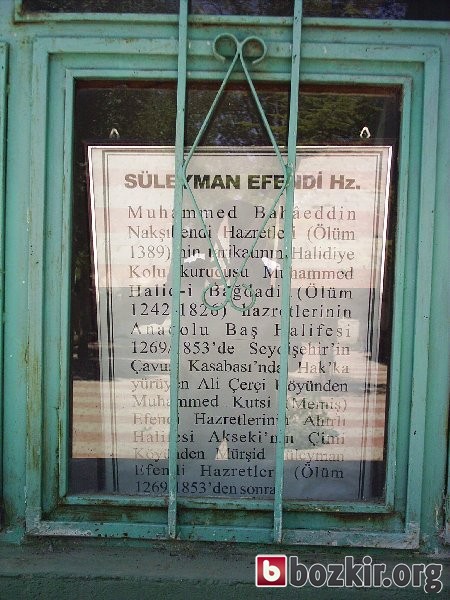 SÜLEYMAN EFENDİ Hz.
Muhammed Bahâeddin
Nakşibendi Hazretleri (Ölüm
1389)'nin Halidiye
Kolu kurucusu Muhammed
Halid-i Bağdadi (Ölüm
1242-1826) hazretlerinin
Anadolu Baş Halifesi
1269/1853'de Seydişehir'in
Çavuş Kasabası'nda Hak'ka
yürüyen Ali Çerçi Köyünden
Muhammed Kutsi (Memiş)
Efendi Hazretlerinin Ahırlı
Halifesi Akseki'nin Çimi
Köyünden Mürşid Süleyman
Efendi Hazretleri (Ölüm
1269/1853'den sonra
bozkir.org